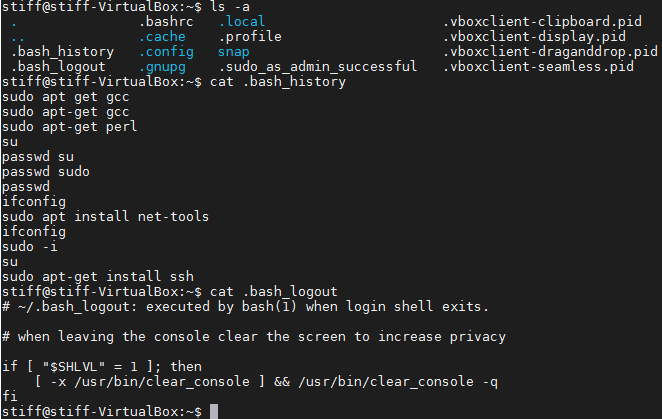 stiff@stiff-VirtualBox:~$ ls -a
.              .bashrc  .local                     .vboxclient-clipboard.pid
..             .cache   .profile                   .vboxclient-display.pid
.bash_history  .config  snap                       .vboxclient-draganddrop.pid
.bash_logout   .gnupg   .sudo_as_admin_successful  .vboxclient-seamless.pid
stiff@stiff-VirtualBox:~$ cat .bash_history
sudo apt get gcc
sudo apt-get gcc
sudo apt-get perl
su
passwd su
passwd sudo
passwd
ifconfig
sudo apt install net-tools
ifconfig
sudo -i
su
sudo apt-get install ssh
stiff@stiff-VirtualBox:~$ cat .bash_logout
# ~/.bash_logout: executed by bash(1) when login shell exits.
# when leaving the console clear the screen to increase privacy
if [ "$SHLVL" = 1 ]; then
    [ -x /usr/bin/clear_console ] && /usr/bin/clear_console -q
fi
stiff@stiff-VirtualBox:~$